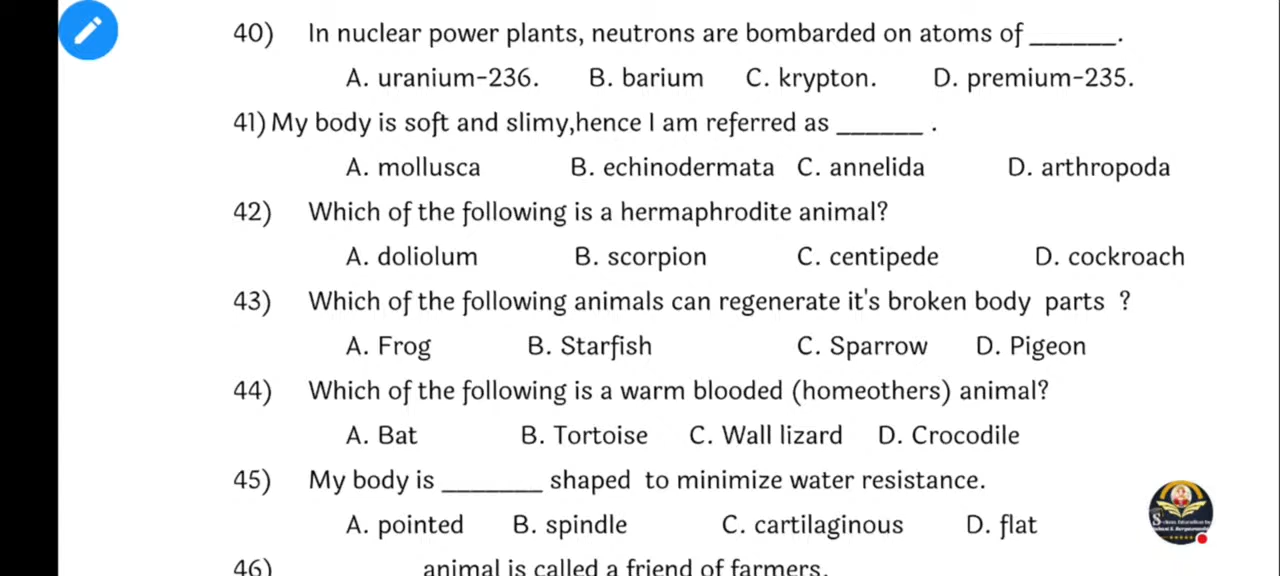 40) In nuclear power plants, neutrons are bombarded on atoms of ______.
A. uranium-236. B. barium C. krypton. D. premium-235.
41) My body is soft and slimy,hence I am referred as ______ .
A. mollusca B. echinodermata C. annelida D. arthropoda
42) Which of the following is a hermaphrodite animal?
A. doliolum B. scorpion C. centipede D. cockroach
43) Which of the following animals can regenerate it's broken body parts ?
A. Frog B. Starfish C. Sparrow D. Pigeon
44) Which of the following is a warm blooded (homeothers) animal?
A. Bat B. Tortoise C. Wall lizard D. Crocodile
45) My body is _______ shaped to minimize water resistance.
A. pointed B. spindle C. cartilaginous D. flat
46) animal is called a friend of farmers.